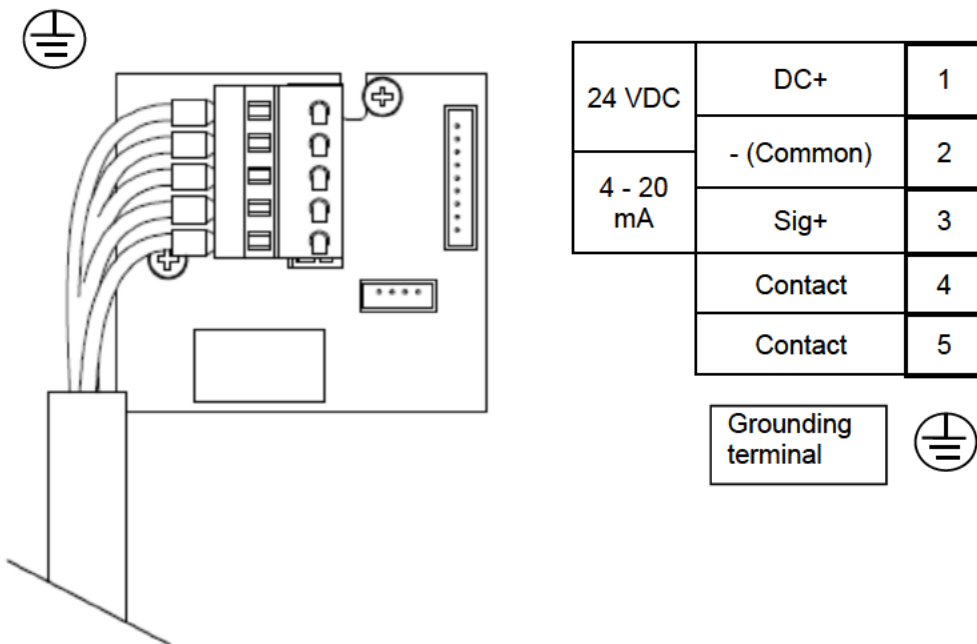 24 VDC
DC+
1
- (Common)
2
4 - 20
mA
Sig+
3
Contact
4
Contact
5
Grounding
terminal